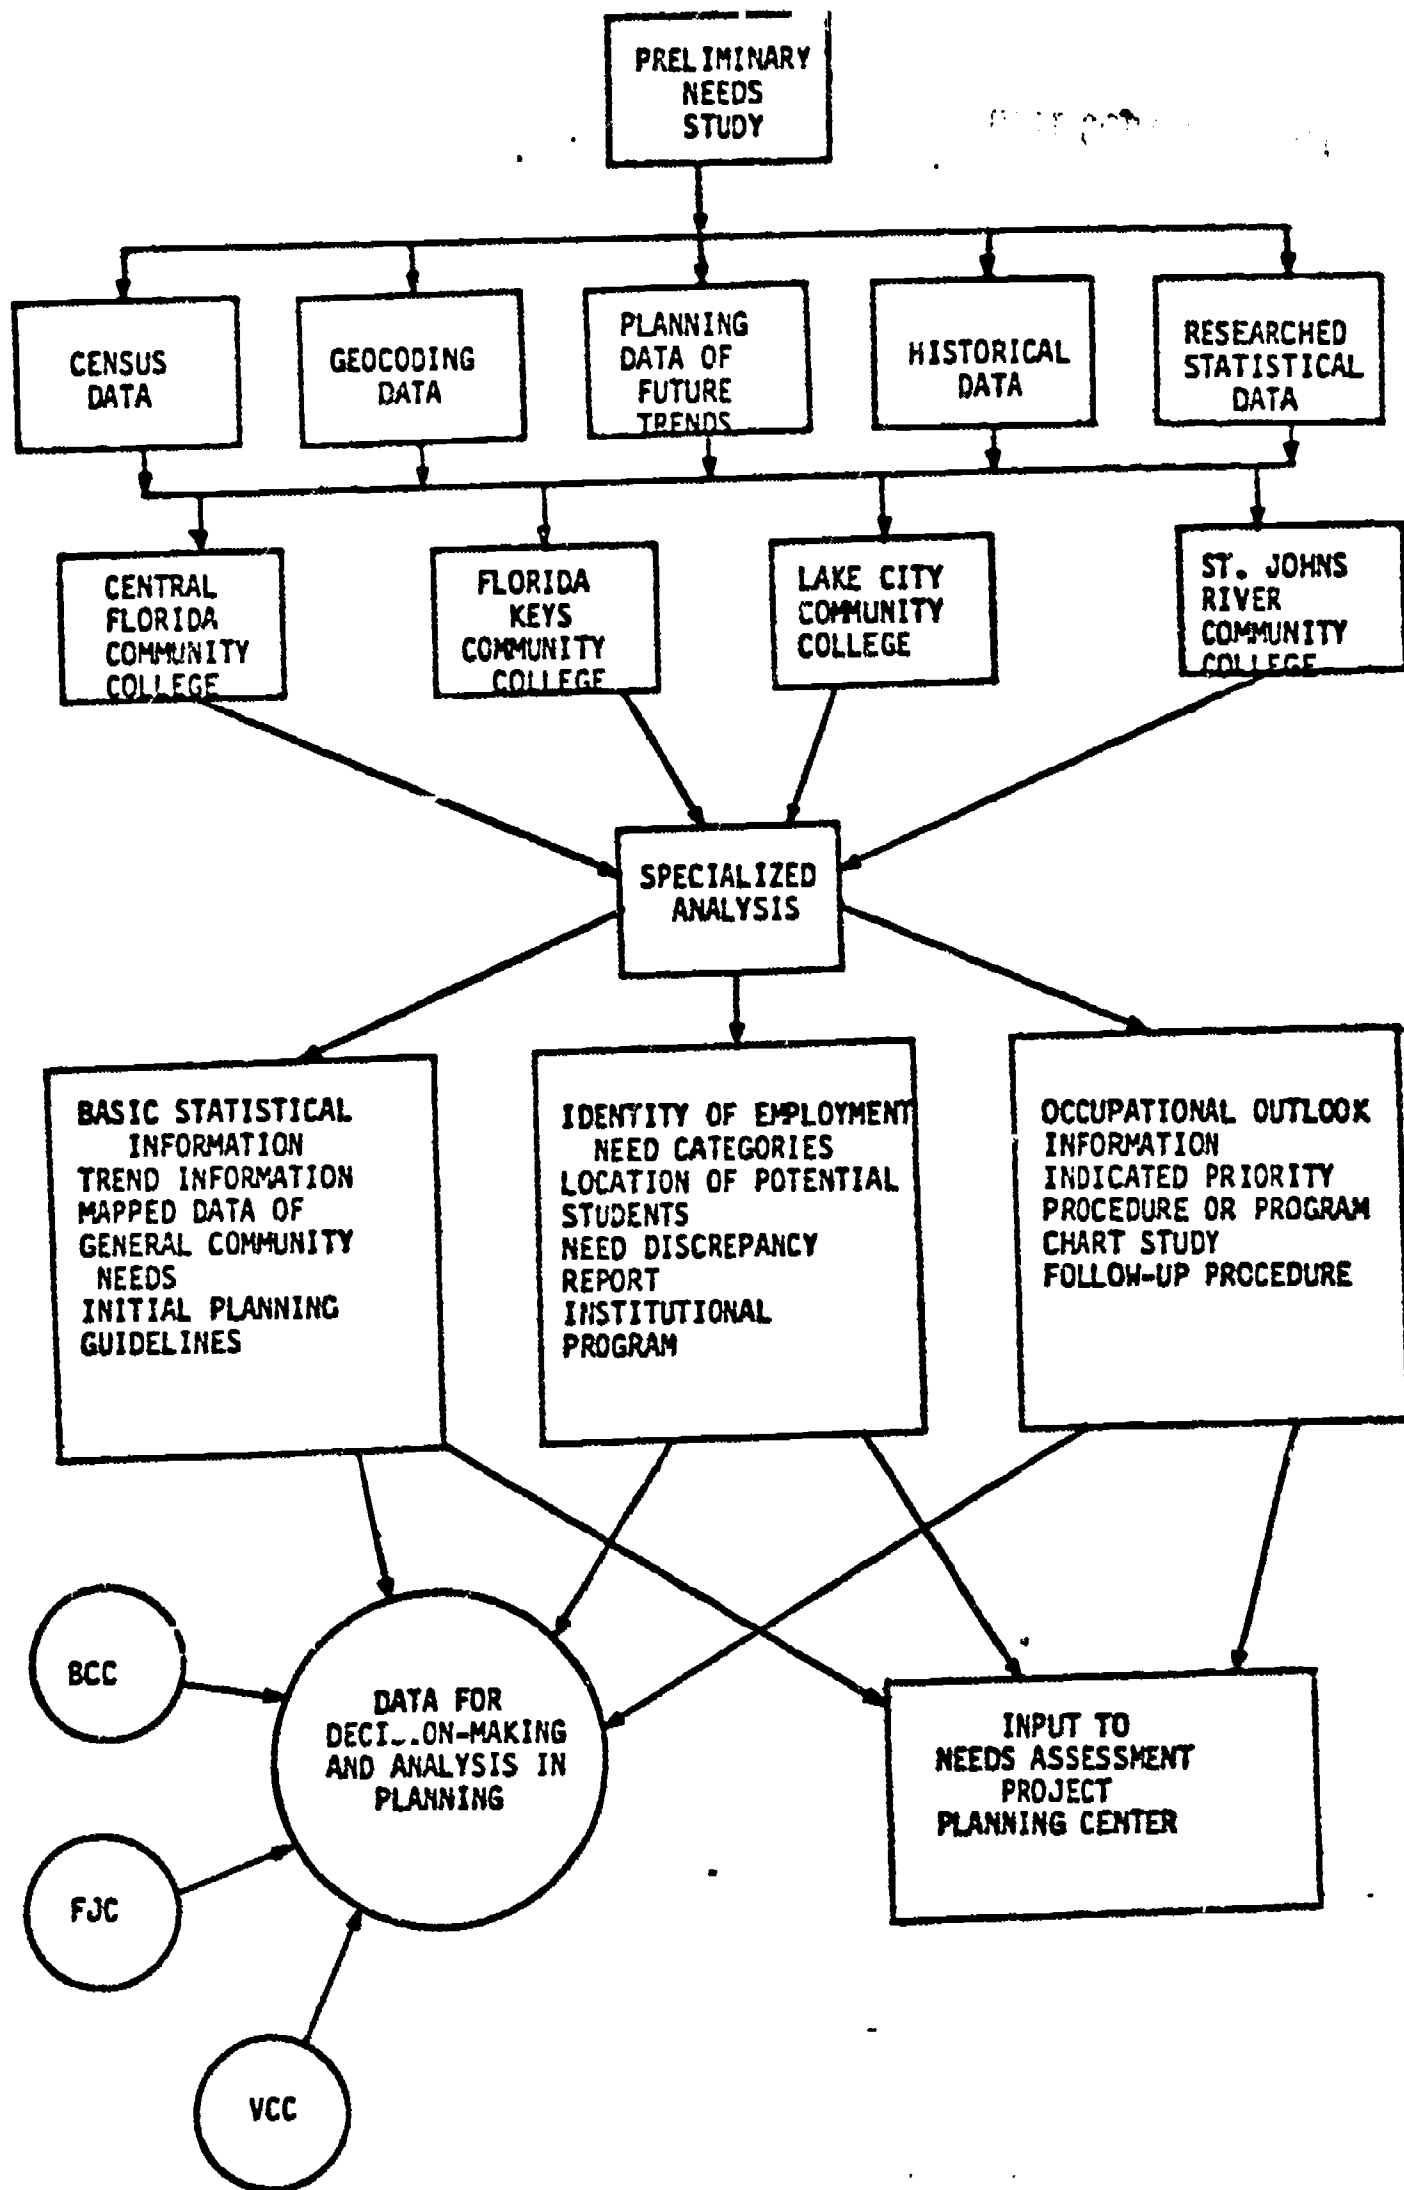 PRELIMINARY
NEEDS
STUDY
CENSUS
DATA
GEOCODING
DATA
PLANNING
DATA OF
FUTURE
TRENDS
HISTORICAL
DATA
RESEARCHED
STATISTICAL
DATA
CENTRAL
FLORIDA
COMMUNITY
COLLEGE
FLORIDA
KEYS
COMMUNITY
COLLEGE
LAKE CITY
COMMUNITY
COLLEGE
ST. JOHNS
RIVER
COMMUNITY
COLLEGE
SPECIALIZED
ANALYSIS
BASIC STATISTICAL
INFORMATION
TREND INFORMATION
MAPPED DATA OF
GENERAL COMMUNITY
NEEDS
INITIAL PLANNING
GUIDELINES
IDENTITY OF EMPLOYMENT
NEED CATEGORIES
LOCATION OF POTENTIAL
STUDENTS
NEED DISCREPANCY
REPORT
INSTITUTIONAL
PROGRAM
OCCUPATIONAL OUTLOOK
INFORMATION
INDICATED PRIORITY
PROCEDURE OR PROGRAM
CHART STUDY
FOLLOW-UP PROCEDURE
BCC
FJC
VCC
DATA FOR
DECI...ON-MAKING
AND ANALYSIS IN
PLANNING
INPUT TO
NEEDS ASSESSMENT
PROJECT
PLANNING CENTER